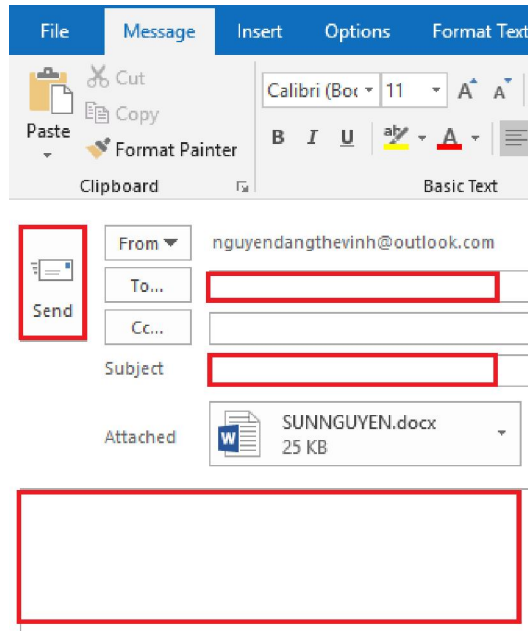 File Message Insert Options Format Text
Cut
Calibri (Boc 11 A A
Copy
Paste
Format Painter
B I U aby A
Clipboard Basic Text
From nguyendangthevinh@outlook.com
To...
Send
Cc...
Subject
Attached
SUNNGUYEN.docx
25 KB
W